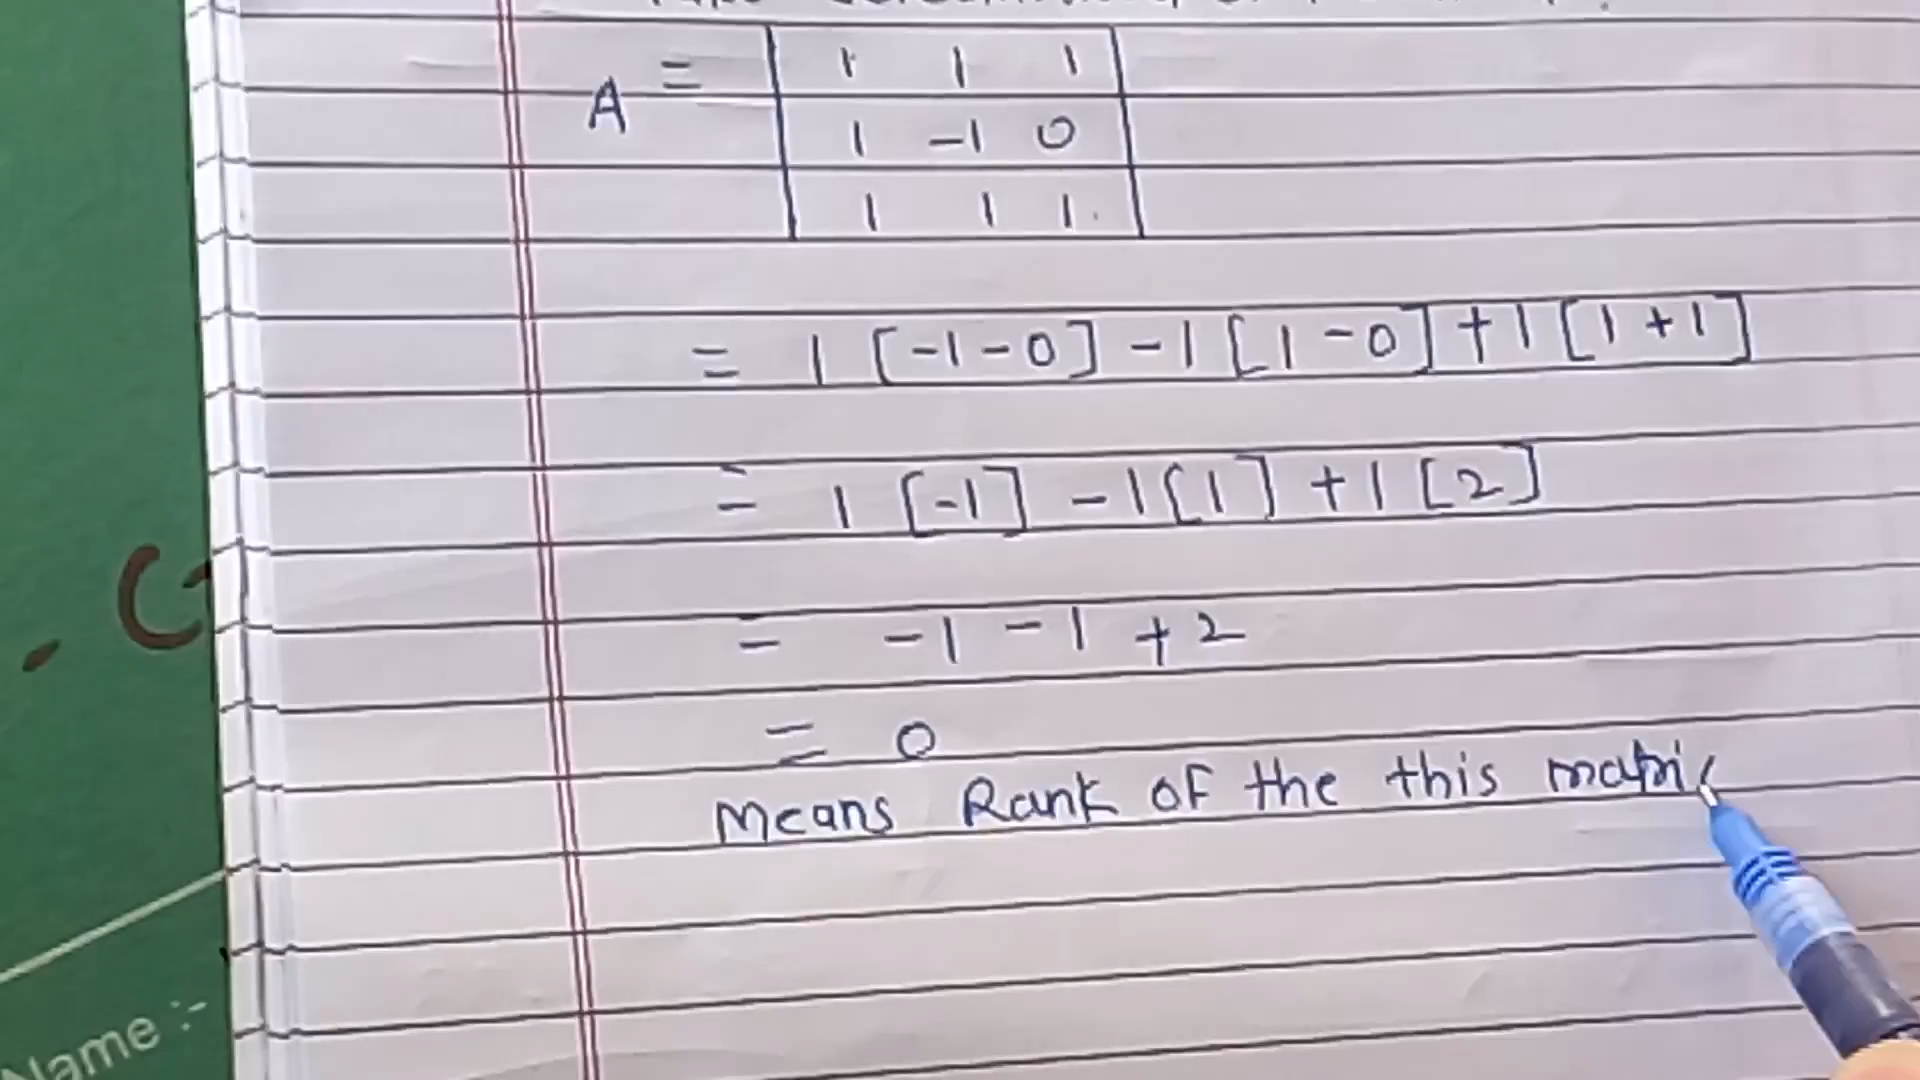 A = | 1 1 1 |
| 1 -1 0 |
| 1 1 1 |
= 1 [-1-0] -1 [1-0] +1 [1+1]
= 1 [-1] -1 [1] +1 [2]
= -1 -1 +2
= 0
Means Rank of the this matri
Name :-